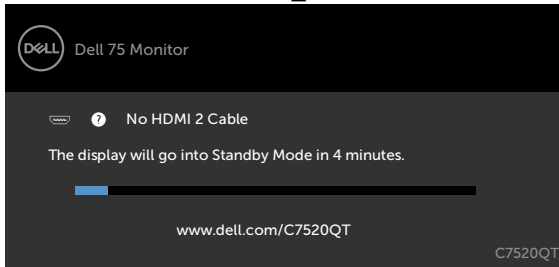 DELL Dell 75 Monitor
? No HDMI 2 Cable
The display will go into Standby Mode in 4 minutes.
www.dell.com/C7520QT
C7520QT